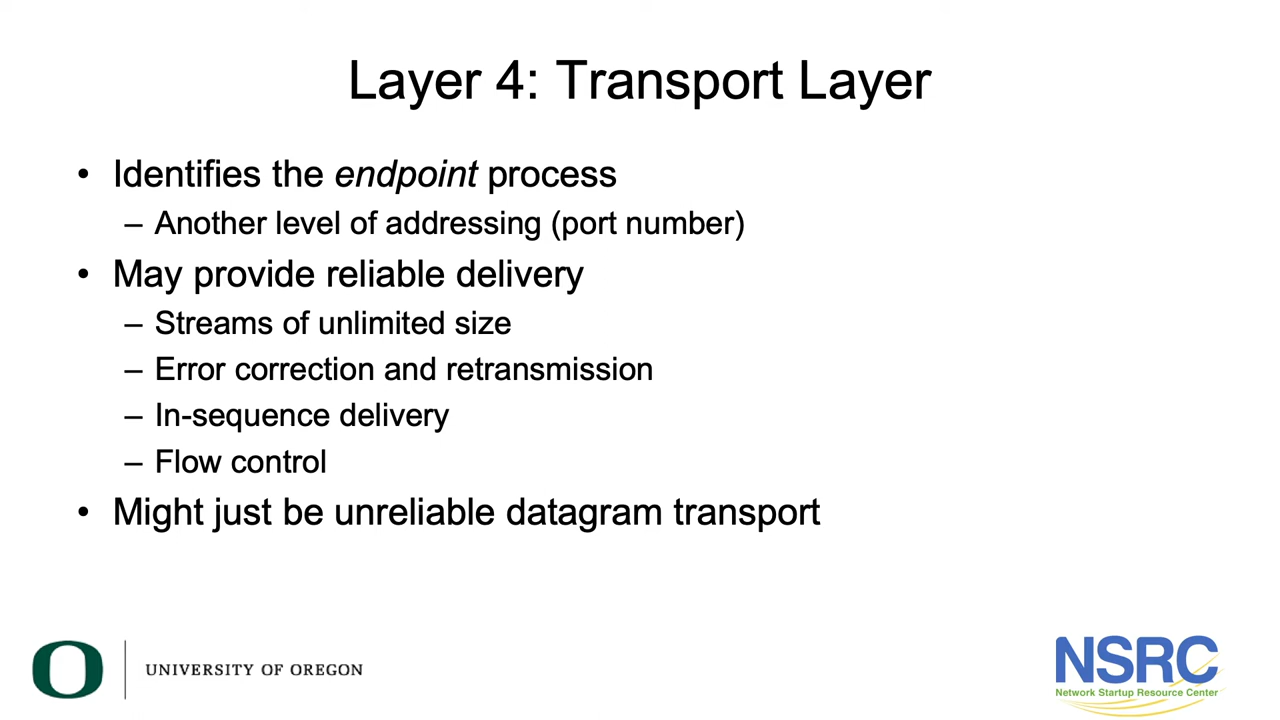 Layer 4: Transport Layer
• Identifies the endpoint process
– Another level of addressing (port number)
• May provide reliable delivery
– Streams of unlimited size
– Error correction and retransmission
– In-sequence delivery
– Flow control
• Might just be unreliable datagram transport
O
UNIVERSITY OF OREGON
NSRC
Network Startup Resource Center